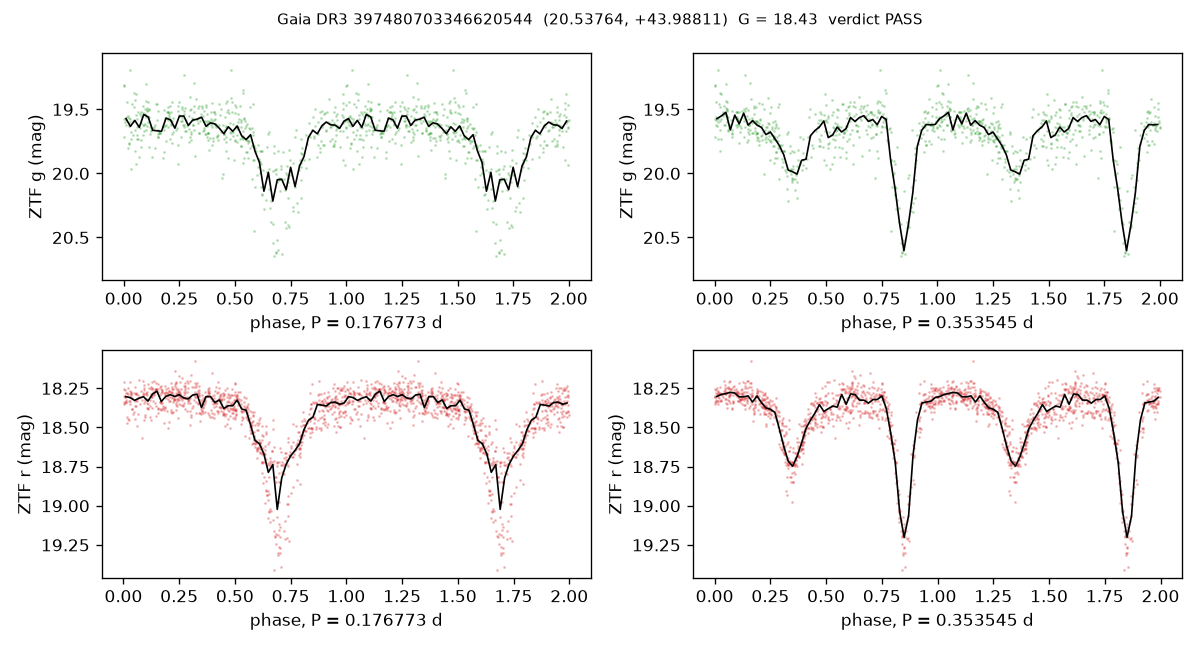 Gaia DR3 397480703346620544 (20.53764, +43.98811) G = 18.43 verdict PASS
ZTF g (mag)
19.5
20.0
20.5
0.00 0.25 0.50 0.75 1.00 1.25 1.50 1.75 2.00
phase, P = 0.176773 d
ZTF g (mag)
19.5
20.0
20.5
0.00 0.25 0.50 0.75 1.00 1.25 1.50 1.75 2.00
phase, P = 0.353545 d
ZTF r (mag)
18.25
18.50
18.75
19.00
19.25
0.00 0.25 0.50 0.75 1.00 1.25 1.50 1.75 2.00
phase, P = 0.176773 d
ZTF r (mag)
18.25
18.50
18.75
19.00
19.25
0.00 0.25 0.50 0.75 1.00 1.25 1.50 1.75 2.00
phase, P = 0.353545 d